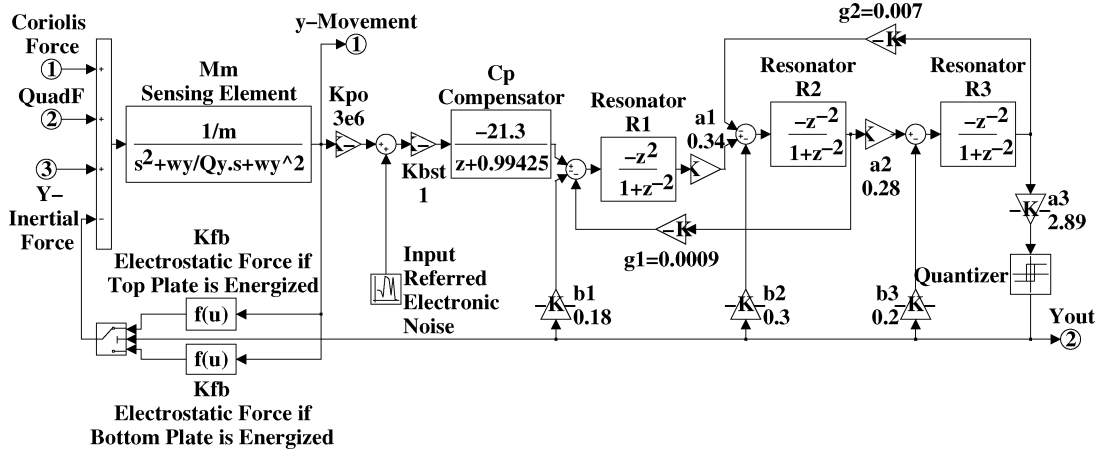 Coriolis
Force
1
QuadF
2
3
Y-
Inertial
Force
+
+
+
-
Mm
Sensing Element
1/m
s²+wy/Qy.s+wy^2
y-Movement
1
Kpo
3e6
K-
+
+
K-
Kbst
1
Cp
Compensator
-21.3
z+0.99425
Resonator
R1
-z²
1+z⁻²
a1
0.34
K
g2=0.007
-K
Resonator
R2
-z⁻²
1+z⁻²
K
a2
0.28
Resonator
R3
-z⁻²
1+z⁻²
-K-
a3
2.89
-K
g1=0.0009
Quantizer
Kfb
Electrostatic Force if
Top Plate is Energized
f(u)
f(u)
Kfb
Electrostatic Force if
Bottom Plate is Energized
Input
Referred
Electronic
Noise
-K-
b1
0.18
-K-
b2
0.3
-K-
b3
0.2
Yout
2